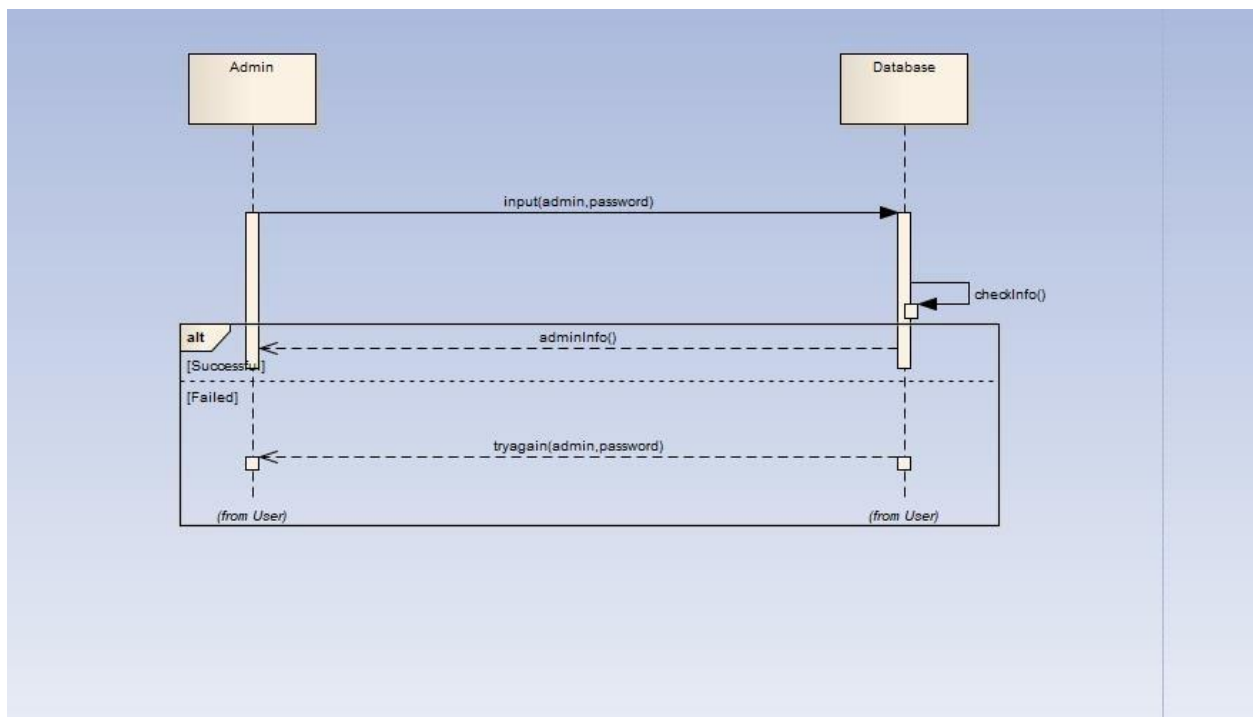 Admin
Database
input(admin,password)
checkInfo()
alt
adminInfo()
[Successful]
[Failed]
tryagain(admin,password)
(from User)
(from User)